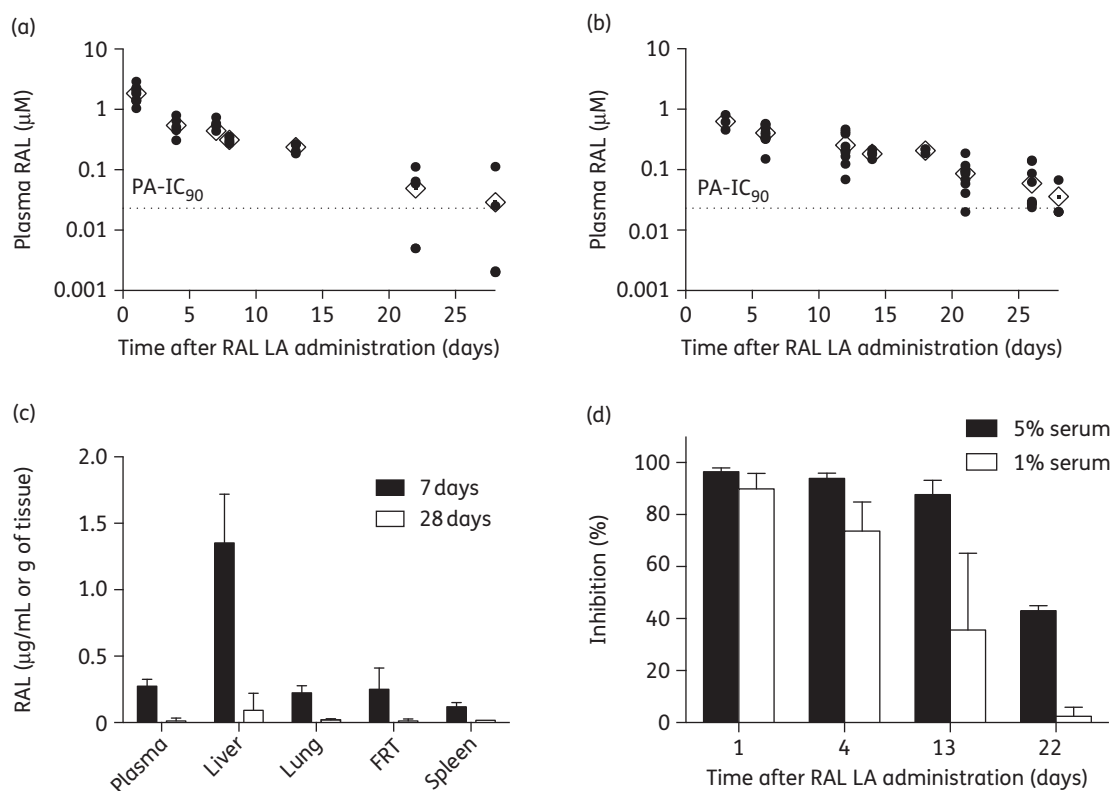 (a)
10
1
0.1
0.01
0.001
Plasma RAL (µM)
PA-IC90
0 5 10 15 20 25
Time after RAL LA administration (days)
(b)
10
1
0.1
0.01
0.001
Plasma RAL (µM)
PA-IC90
0 5 10 15 20 25
Time after RAL LA administration (days)
(c)
2.0
1.5
1.0
0.5
0
RAL (µg/mL or g of tissue)
7 days
28 days
Plasma
Liver
Lung
FRT
Spleen
(d)
5% serum
1% serum
100
80
60
40
20
0
Inhibition (%)
1 4 13 22
Time after RAL LA administration (days)